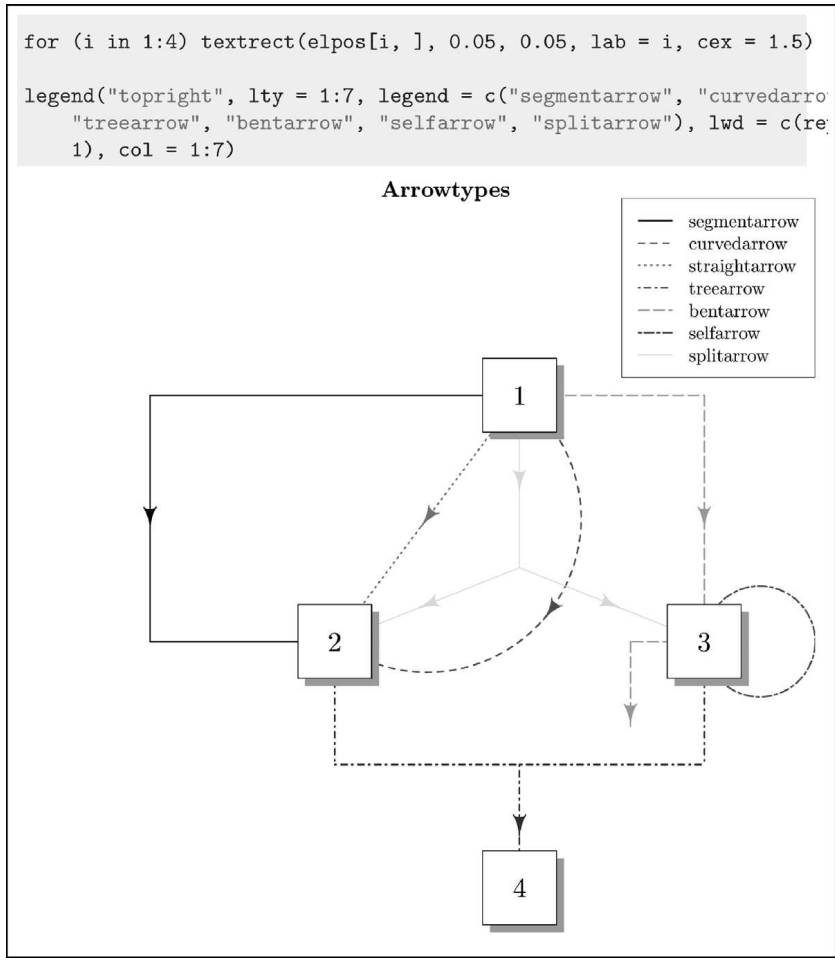 for (i in 1:4) textrect(elpos[i, ], 0.05, 0.05, lab = i, cex = 1.5)
legend("topright", lty = 1:7, legend = c("segmentarrow", "curvedarro
"treearrow", "bentarrow", "selfarrow", "splitarrow"), lwd = c(re
1), col = 1:7)
Arrowtypes
segmentarrow
curvedarrow
straightarrow
treearrow
bentarrow
selfarrow
splitarrow
1
2
3
4